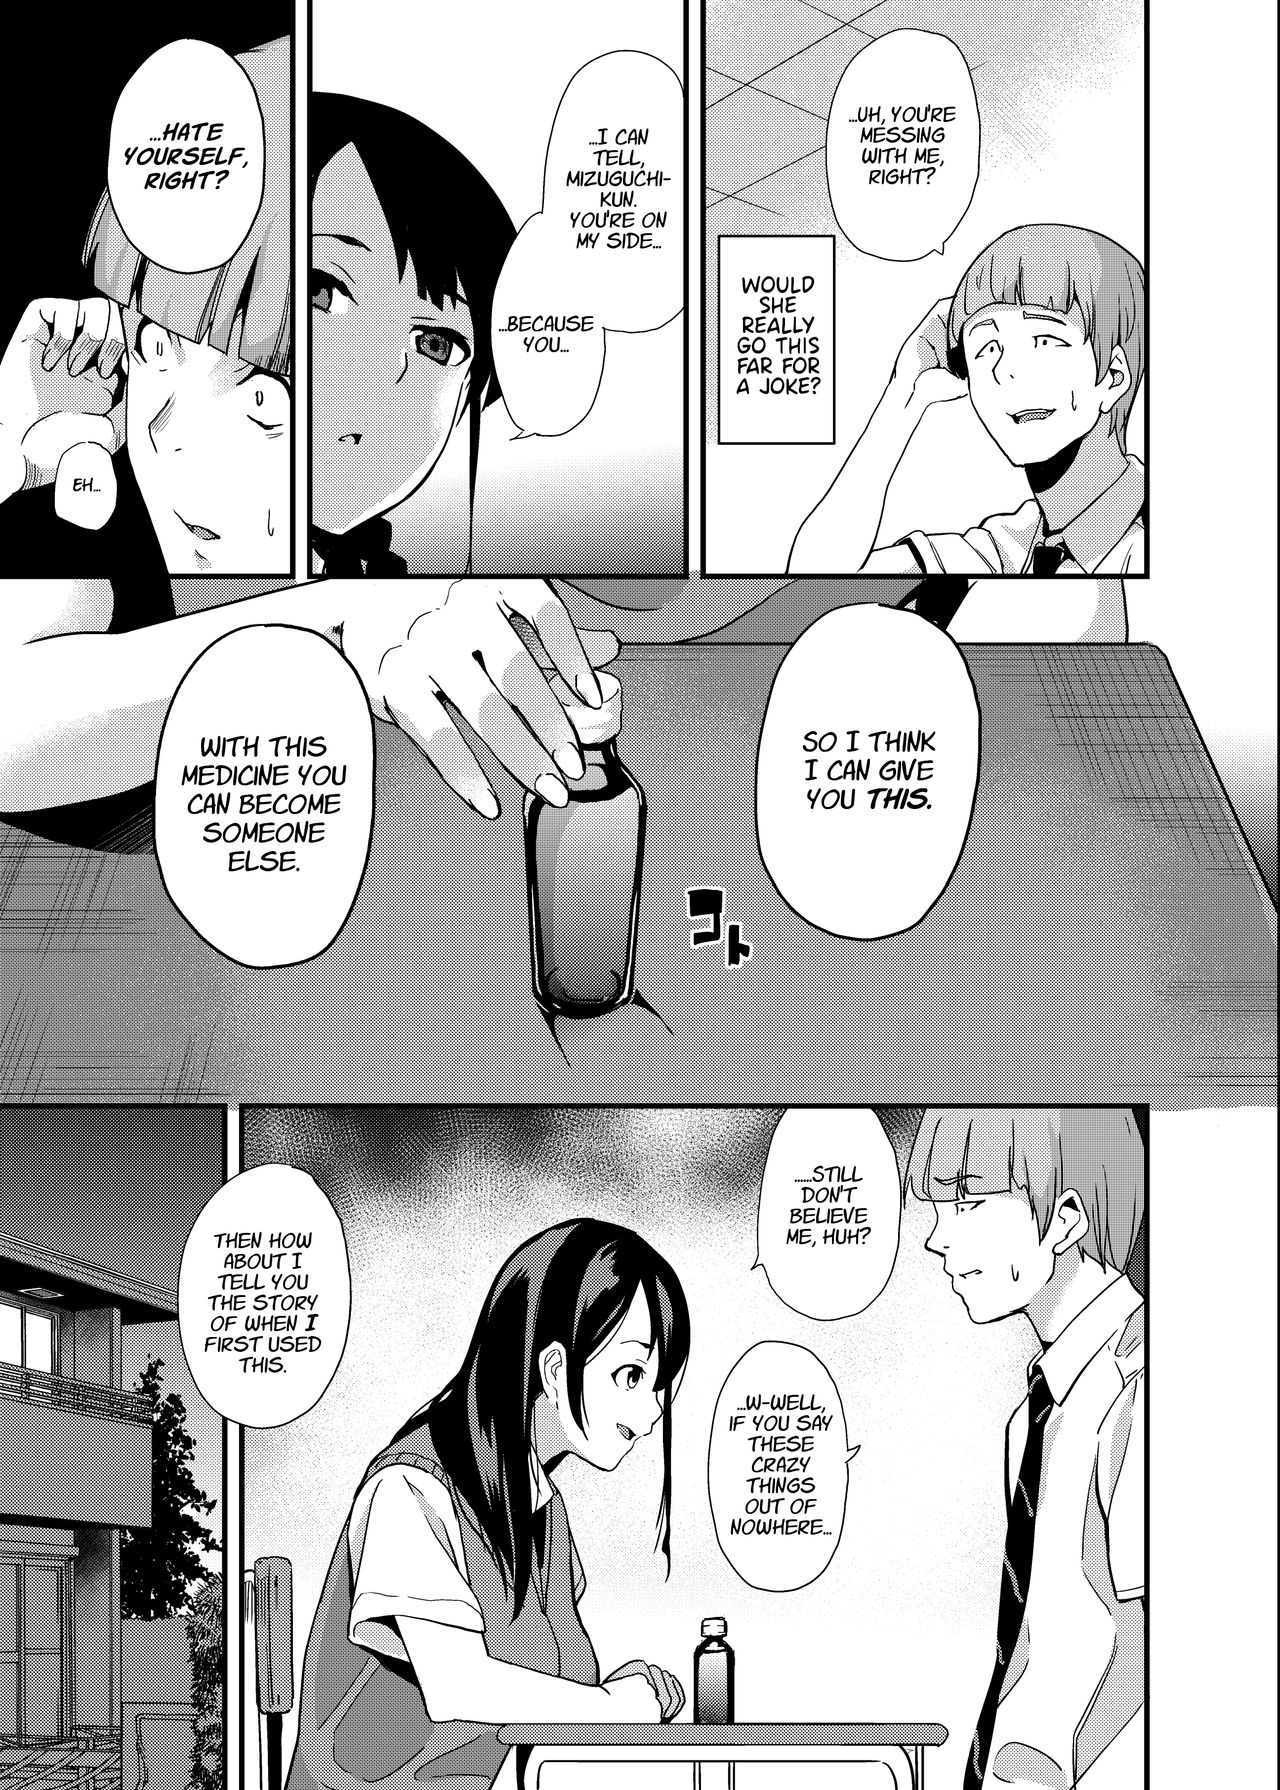 ...UH, YOU'RE
MESSING
WITH ME,
RIGHT?
WOULD
SHE
REALLY
GO THIS
FAR FOR
A JOKE?
...I CAN
TELL,
MIZUGUCHI-
KUN.
YOU'RE ON
MY SIDE...
...BECAUSE
YOU...
...HATE
YOURSELF,
RIGHT?
EH...
SO I THINK
I CAN GIVE
YOU THIS.
コト
WITH THIS
MEDICINE YOU
CAN BECOME
SOMEONE
ELSE.
......STILL
DON'T
BELIEVE
ME, HUH?
...W-WELL,
IF YOU SAY
THESE
CRAZY
THINGS
OUT OF
NOWHERE...
THEN HOW
ABOUT I
TELL YOU
THE STORY
OF WHEN I
FIRST USED
THIS.